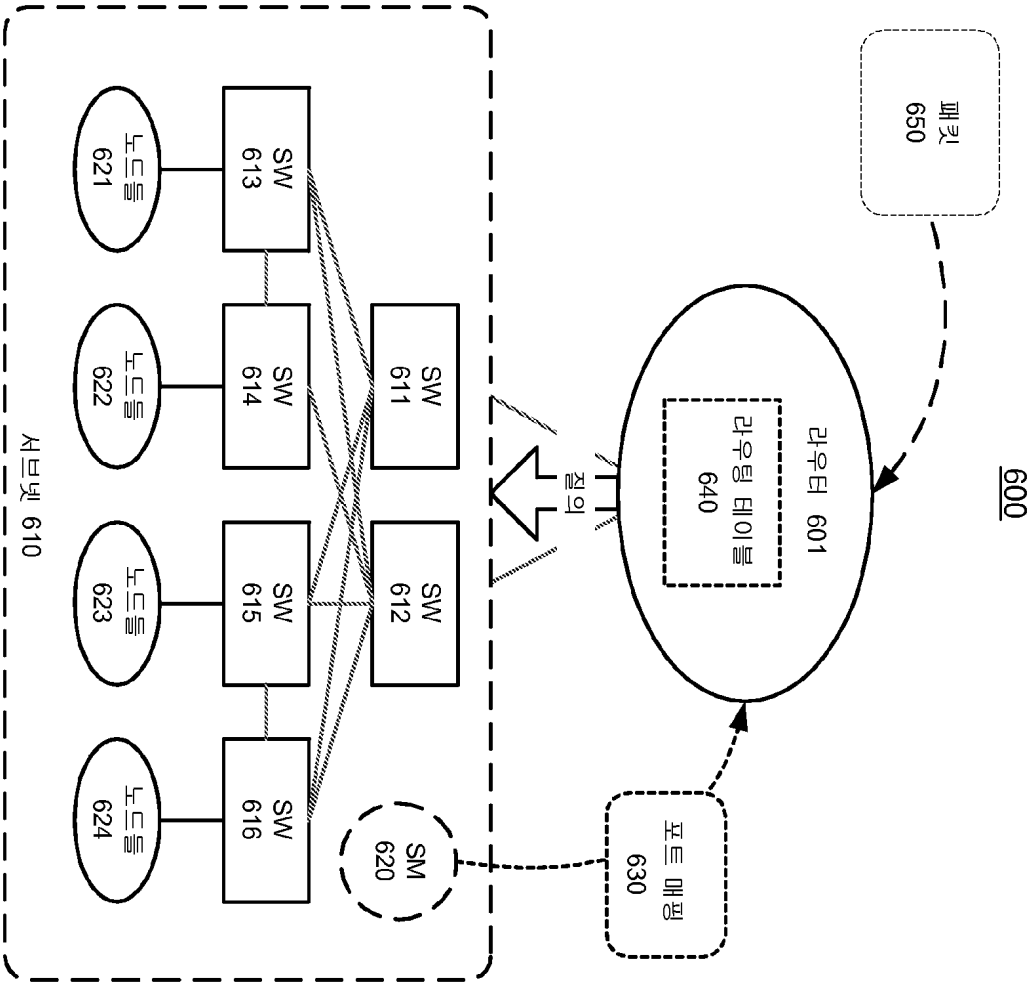 600
패킷
650
라우터 601
라우팅 테이블
640
포트 매핑
630
질의
SM
620
SW
611
SW
612
SW
613
SW
614
SW
615
SW
616
노드들
621
노드들
622
노드들
623
노드들
624
서브넷 610